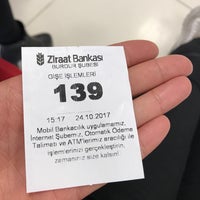 Ziraat Bankası
BURDUR ŞUBESİ
GİŞE İŞLEMLERİ
139
15:17 24.10.2017
Mobil Bankacılık uygulamamız,
İnternet Şubemiz, Otomatik Ödeme
Talimatı ve ATM'lerimiz aracılığı ile
işlemlerinizi gerçekleştirin,
zamanınız size kalsın!